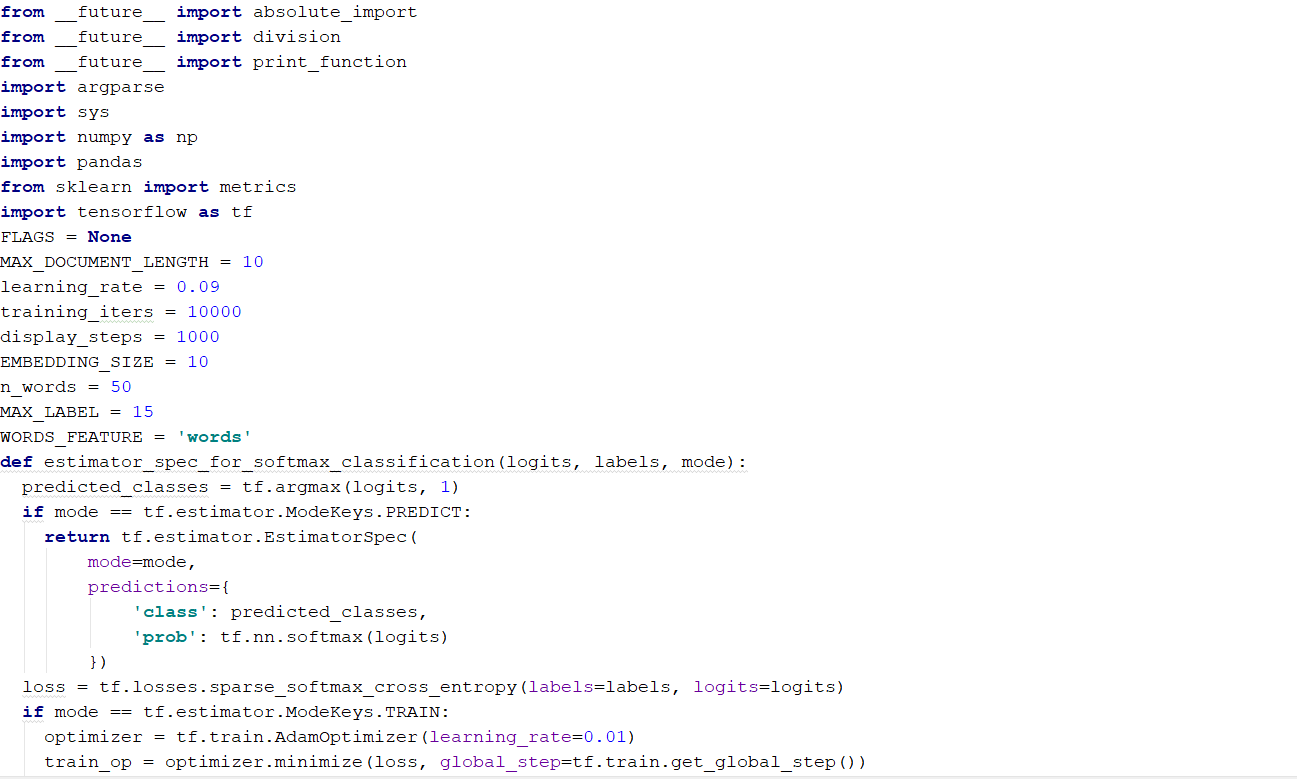 from __future__ import absolute_import
from __future__ import division
from __future__ import print_function
import argparse
import sys
import numpy as np
import pandas
from sklearn import metrics
import tensorflow as tf
FLAGS = None
MAX_DOCUMENT_LENGTH = 10
learning_rate = 0.09
training_iters = 10000
display_steps = 1000
EMBEDDING_SIZE = 10
n_words = 50
MAX_LABEL = 15
WORDS_FEATURE = 'words'
def estimator_spec_for_softmax_classification(logits, labels, mode):
  predicted_classes = tf.argmax(logits, 1)
  if mode == tf.estimator.ModeKeys.PREDICT:
    return tf.estimator.EstimatorSpec(
        mode=mode,
        predictions={
            'class': predicted_classes,
            'prob': tf.nn.softmax(logits)
        })
  loss = tf.losses.sparse_softmax_cross_entropy(labels=labels, logits=logits)
  if mode == tf.estimator.ModeKeys.TRAIN:
    optimizer = tf.train.AdamOptimizer(learning_rate=0.01)
    train_op = optimizer.minimize(loss, global_step=tf.train.get_global_step())